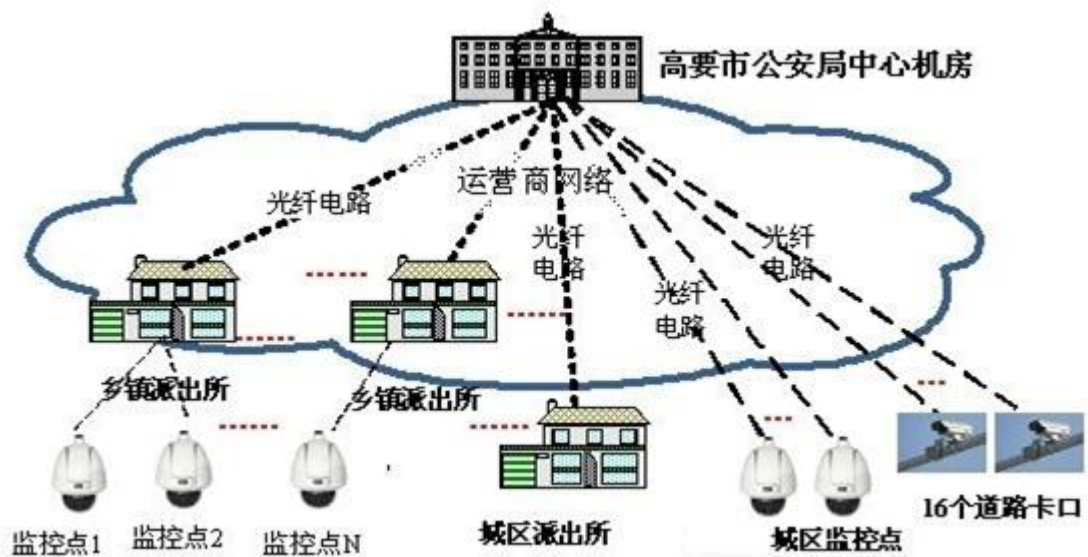 高要市公安局中心机房
运营商网络
光纤电路
光纤
电路
光纤
电路
光纤
电路
乡镇派出所
乡镇派出所
监控点1
监控点2
监控点N
城区派出所
城区监控点
16个道路卡口